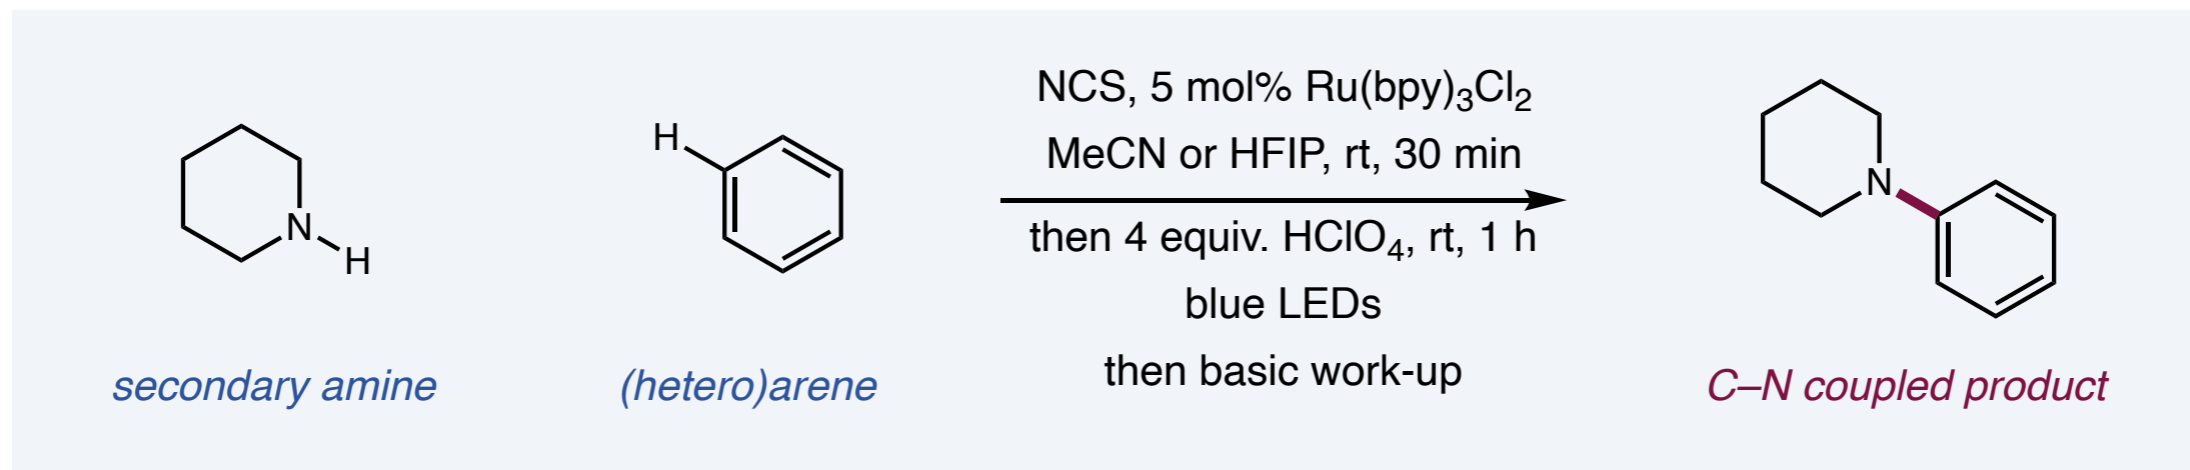 N
H
secondary amine
H
(hetero)arene
NCS, 5 mol% Ru(bpy)₃Cl₂
MeCN or HFIP, rt, 30 min
then 4 equiv. HClO₄, rt, 1 h
blue LEDs
then basic work-up
N
C–N coupled product